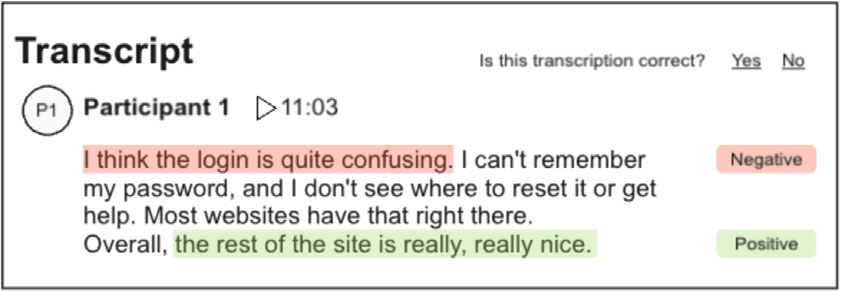 Transcript
Is this transcription correct? Yes No
P1 Participant 1 11:03
I think the login is quite confusing. I can't remember Negative
my password, and I don't see where to reset it or get
help. Most websites have that right there.
Overall, the rest of the site is really, really nice. Positive